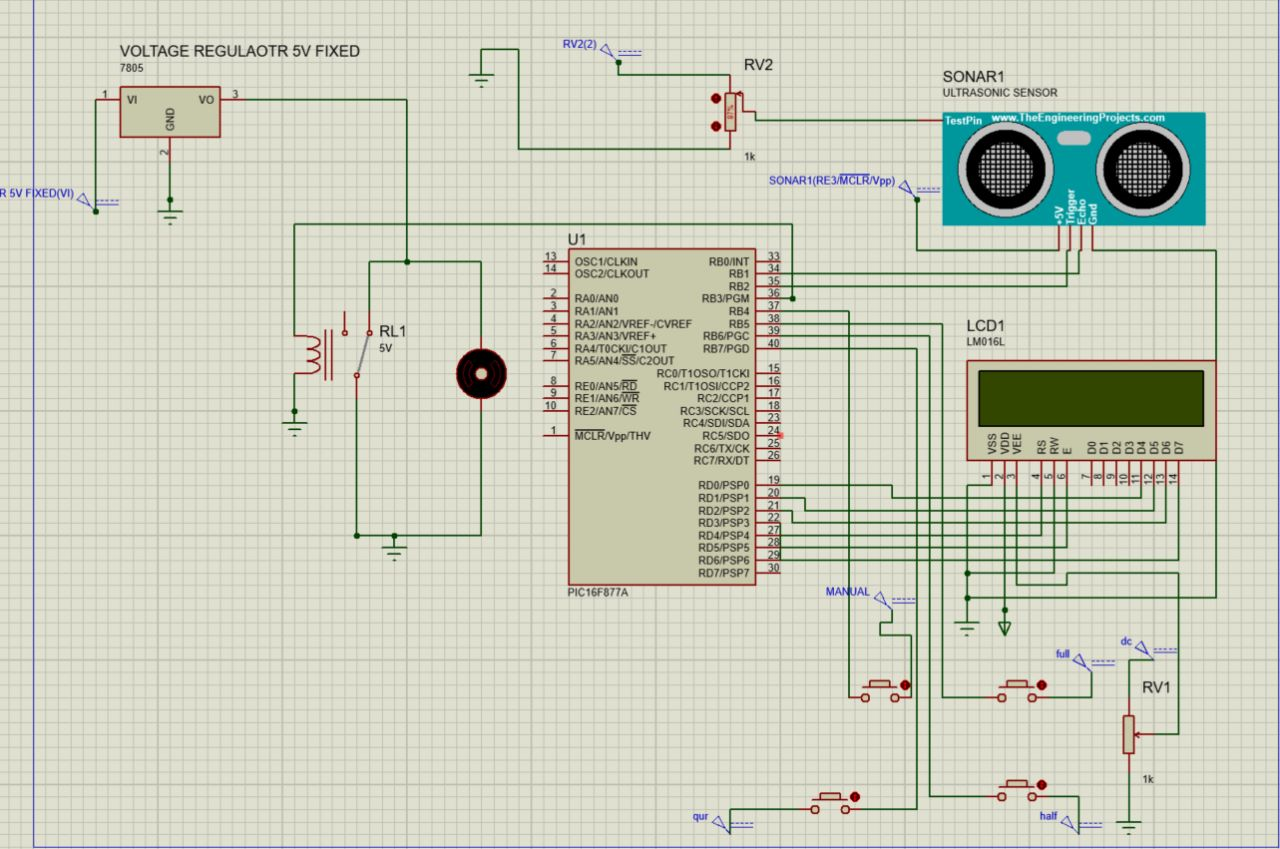 VOLTAGE REGULAOTR 5V FIXED
7805
1
VI
VO
3
GND
2
R 5V FIXED(VI)
RV2(2)
RV2
1k
SONAR1
ULTRASONIC SENSOR
TestPin
www.TheEngineeringProjects.com
+5V
Trigger
Echo
Gnd
SONAR1(RE3/MCLR/Vpp)
RL1
5V
U1
13 OSC1/CLKIN
14 OSC2/CLKOUT
2 RA0/AN0
3 RA1/AN1
4 RA2/AN2/VREF-/CVREF
5 RA3/AN3/VREF+
6 RA4/T0CKI/C1OUT
7 RA5/AN4/SS/C2OUT
8 RE0/AN5/RD
9 RE1/AN6/WR
10 RE2/AN7/CS
1 MCLR/Vpp/THV
RB0/INT 33
RB1 34
RB2 35
RB3/PGM 36
RB4 37
RB5 38
RB6/PGC 39
RB7/PGD 40
RC0/T1OSO/T1CKI 15
RC1/T1OSI/CCP2 16
RC2/CCP1 17
RC3/SCK/SCL 18
RC4/SDI/SDA 23
RC5/SDO 24
RC6/TX/CK 25
RC7/RX/DT 26
RD0/PSP0 19
RD1/PSP1 20
RD2/PSP2 21
RD3/PSP3 22
RD4/PSP4 27
RD5/PSP5 28
RD6/PSP6 29
RD7/PSP7 30
PIC16F877A
LCD1
LM016L
VSS VDD VEE RS RW E D0 D1 D2 D3 D4 D5 D6 D7
1 2 3 4 5 6 7 8 9 10 11 12 13 14
MANUAL
full
dc
RV1
1k
qur
half